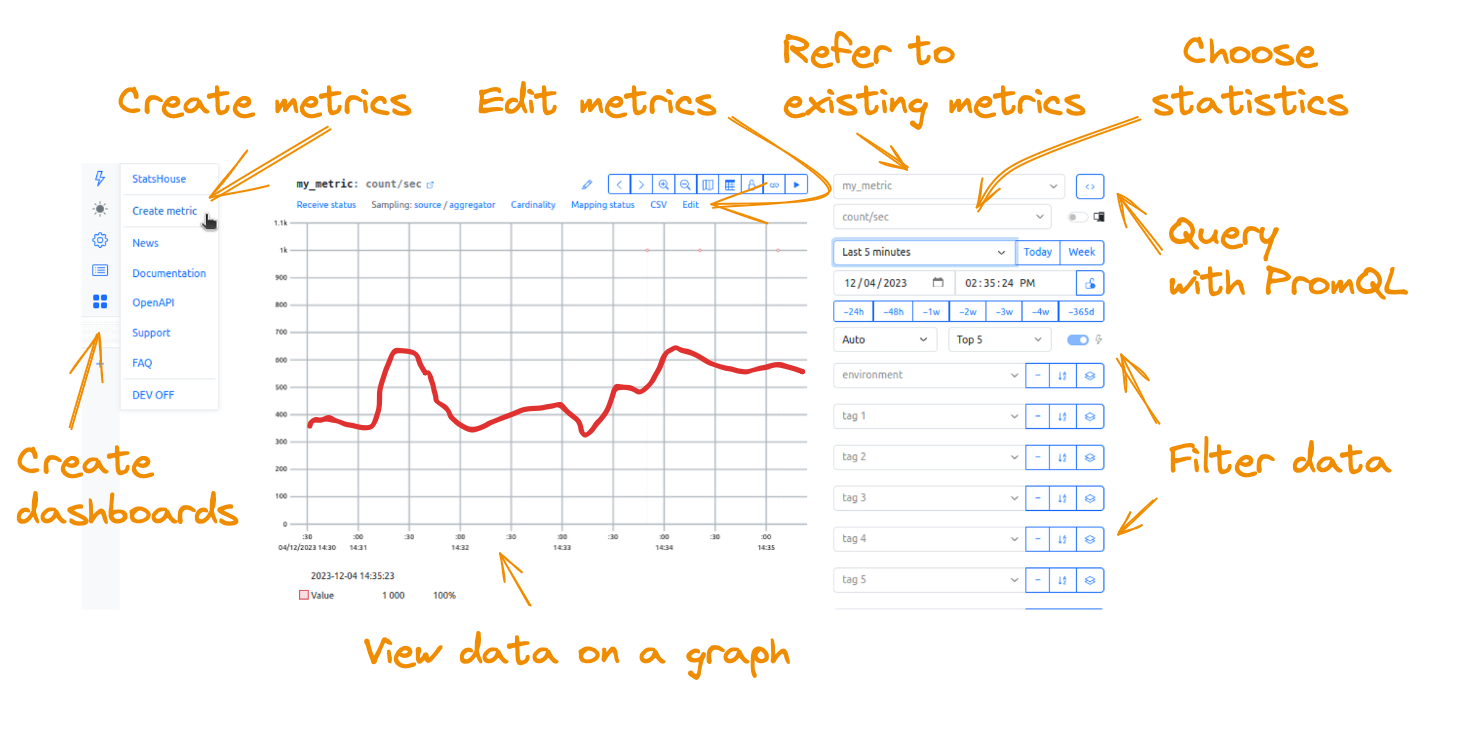 Refer to
existing metrics
Choose
statistics
Create metrics
Edit metrics
StatsHouse
Create metric
News
Documentation
OpenAPI
Support
FAQ
DEV OFF
my_metric: count/sec
Receive status Sampling: source / aggregator Cardinality Mapping status CSV Edit
1.1k
1k
900
800
700
600
500
400
300
200
100
0
:30 :00 :30 :00 :30 :00 :30 :00 :30 :00
04/12/2023 14:30 14:31 14:32 14:33 14:34 14:35
2023-12-04 14:35:23
Value 1 000 100%
my_metric
count/sec
Last 5 minutes Today Week
12/04/2023 02:35:24 PM
-24h -48h -1w -2w -3w -4w -365d
Auto Top 5
environment
tag 1
tag 2
tag 3
tag 4
tag 5
Query
with PromQL
Filter data
Create
dashboards
View data on a graph